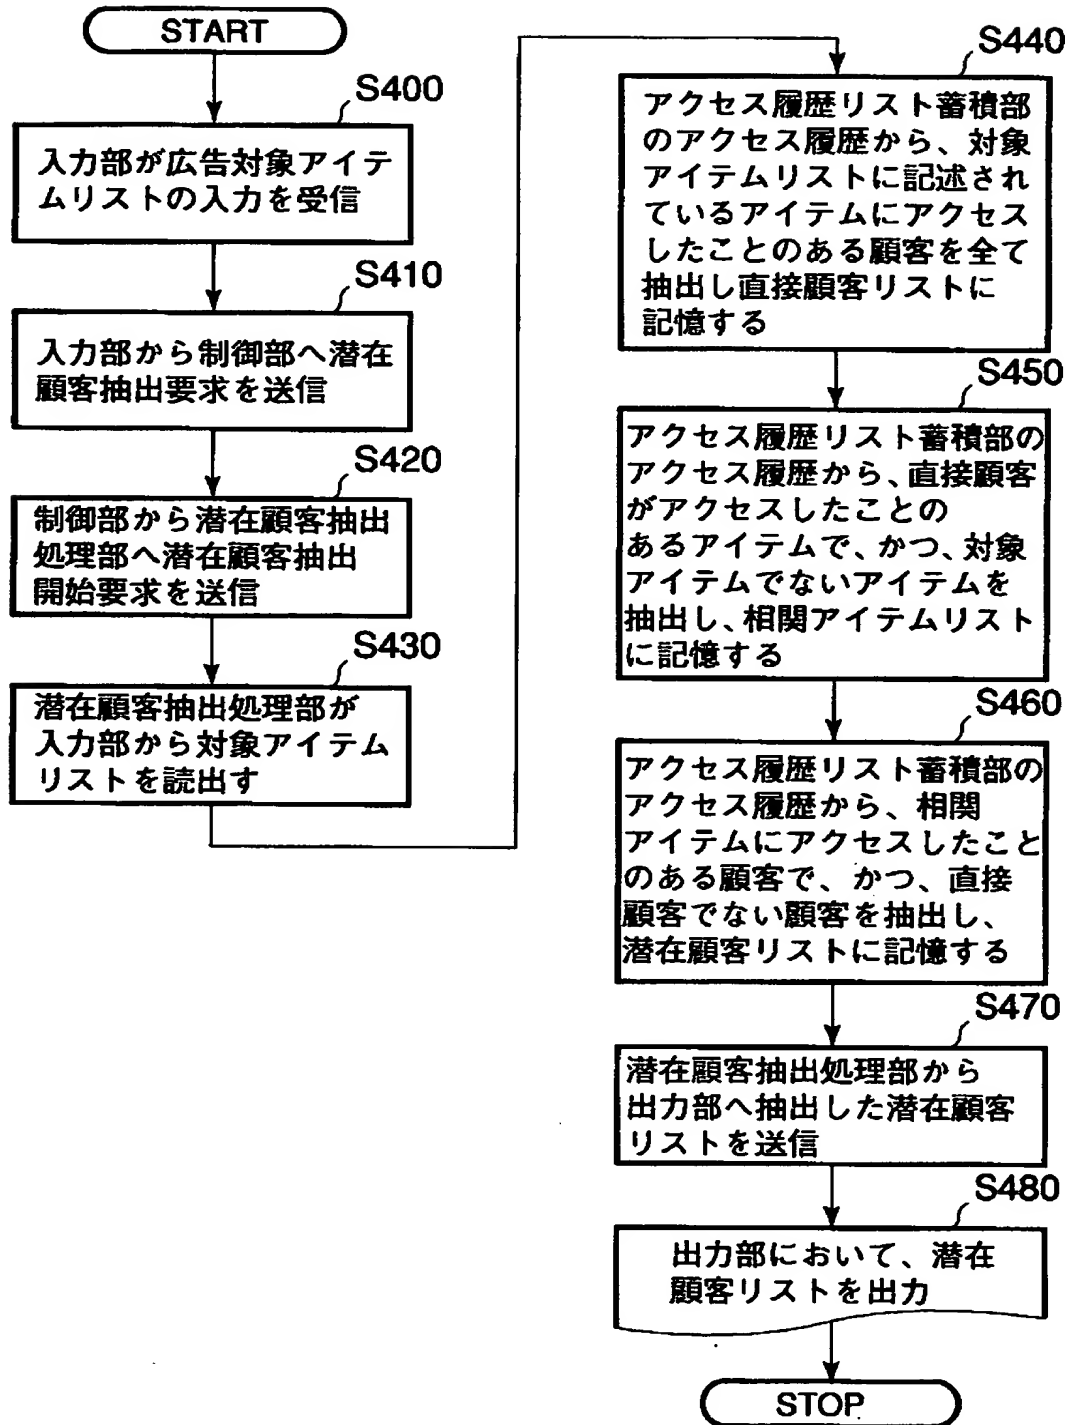 START
S400
入力部が広告対象アイテ
ムリストの入力を受信
S410
入力部から制御部へ潜在
顧客抽出要求を送信
S420
制御部から潜在顧客抽出
処理部へ潜在顧客抽出
開始要求を送信
S430
潜在顧客抽出処理部が
入力部から対象アイテム
リストを読出す
S440
アクセス履歴リスト蓄積部
のアクセス履歴から、対象
アイテムリストに記述され
ているアイテムにアクセス
したことのある顧客を全て
抽出し直接顧客リストに
記憶する
S450
アクセス履歴リスト蓄積部の
アクセス履歴から、直接顧客
がアクセスしたことの
あるアイテムで、かつ、対象
アイテムでないアイテムを
抽出し、相関アイテムリスト
に記憶する
S460
アクセス履歴リスト蓄積部の
アクセス履歴から、相関
アイテムにアクセスしたこと
のある顧客で、かつ、直接
顧客でない顧客を抽出し、
潜在顧客リストに記憶する
S470
潜在顧客抽出処理部から
出力部へ抽出した潜在顧客
リストを送信
S480
出力部において、潜在
顧客リストを出力
STOP